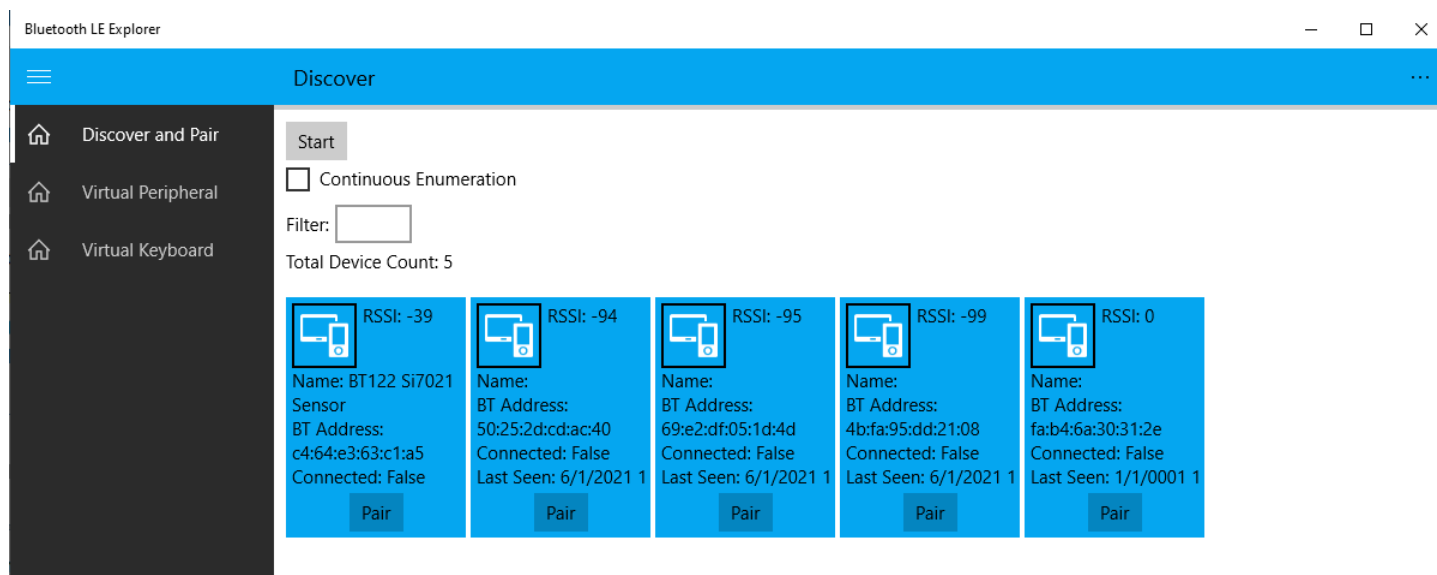 Bluetooth LE Explorer
Discover
...
Discover and Pair
Virtual Peripheral
Virtual Keyboard
Start
Continuous Enumeration
Filter:
Total Device Count: 5
RSSI: -39
Name: BT122 Si7021
Sensor
BT Address:
c4:64:e3:63:c1:a5
Connected: False
Pair
RSSI: -94
Name:
BT Address:
50:25:2d:cd:ac:40
Connected: False
Last Seen: 6/1/2021 1
Pair
RSSI: -95
Name:
BT Address:
69:e2:df:05:1d:4d
Connected: False
Last Seen: 6/1/2021 1
Pair
RSSI: -99
Name:
BT Address:
4b:fa:95:dd:21:08
Connected: False
Last Seen: 6/1/2021 1
Pair
RSSI: 0
Name:
BT Address:
fa:b4:6a:30:31:2e
Connected: False
Last Seen: 1/1/0001 1
Pair